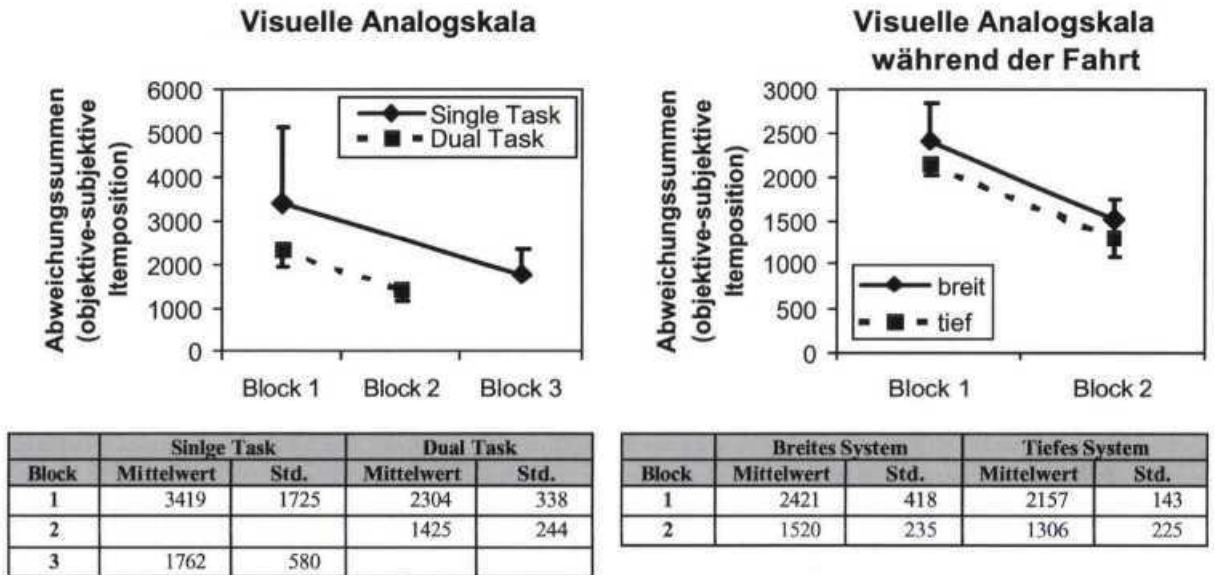 Visuelle Analogskala
Abweichungssummen
(objektive-subjektive
Itemposition)
6000
5000
4000
3000
2000
1000
0
Single Task
Dual Task
Block 1 Block 2 Block 3
Visuelle Analogskala
während der Fahrt
Abweichungssummen
(objektive-subjektive
Itemposition)
3000
2500
2000
1500
1000
500
0
breit
tief
Block 1 Block 2
Sinlge Task Dual Task
Block Mittelwert Std. Mittelwert Std.
1 3419 1725 2304 338
2 1425 244
3 1762 580
Breites System Tiefes System
Block Mittelwert Std. Mittelwert Std.
1 2421 418 2157 143
2 1520 235 1306 225